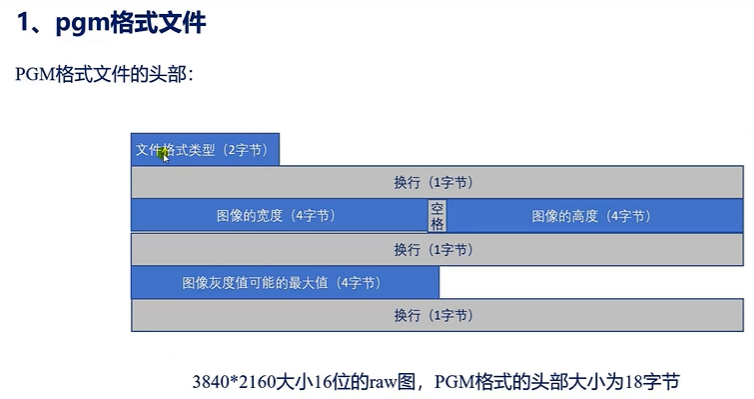 1、pgm格式文件
PGM格式文件的头部：
文件格式类型（2字节）
换行（1字节）
图像的宽度（4字节）
空格
图像的高度（4字节）
换行（1字节）
图像灰度值可能的最大值（4字节）
换行（1字节）
3840*2160大小16位的raw图，PGM格式的头部大小为18字节